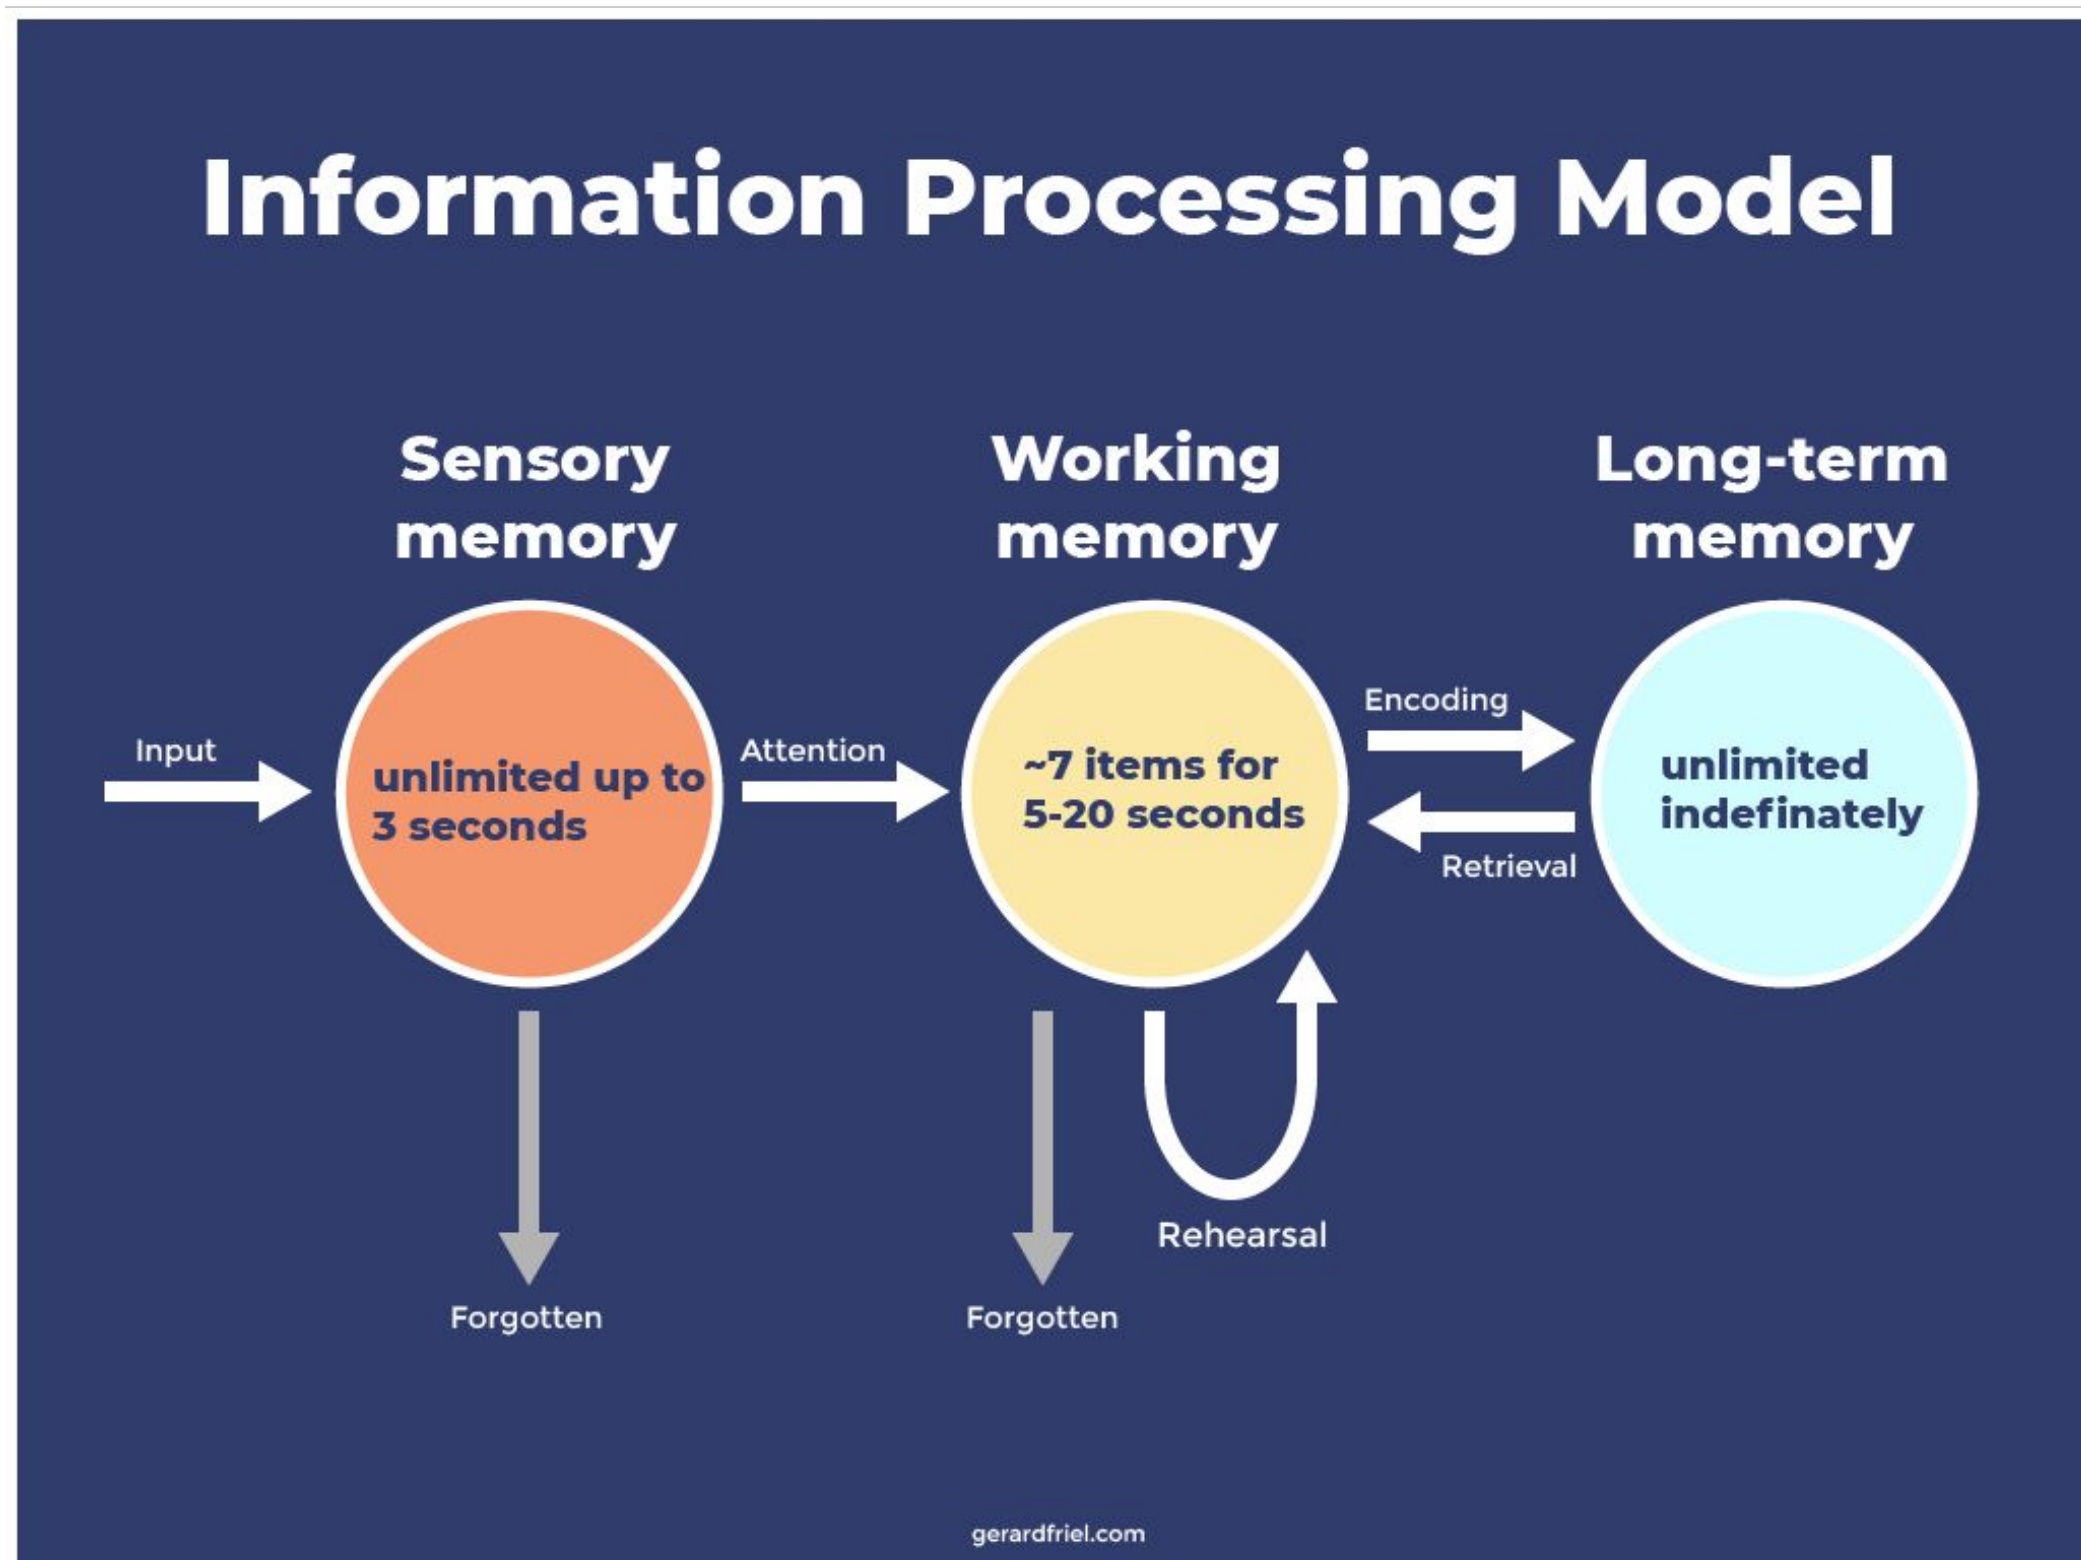 Information Processing Model
Sensory
memory
Working
memory
Long-term
memory
Input
unlimited up to
3 seconds
Attention
~7 items for
5-20 seconds
Encoding
Retrieval
unlimited
indefinately
Rehearsal
Forgotten
Forgotten
gerardfriel.com